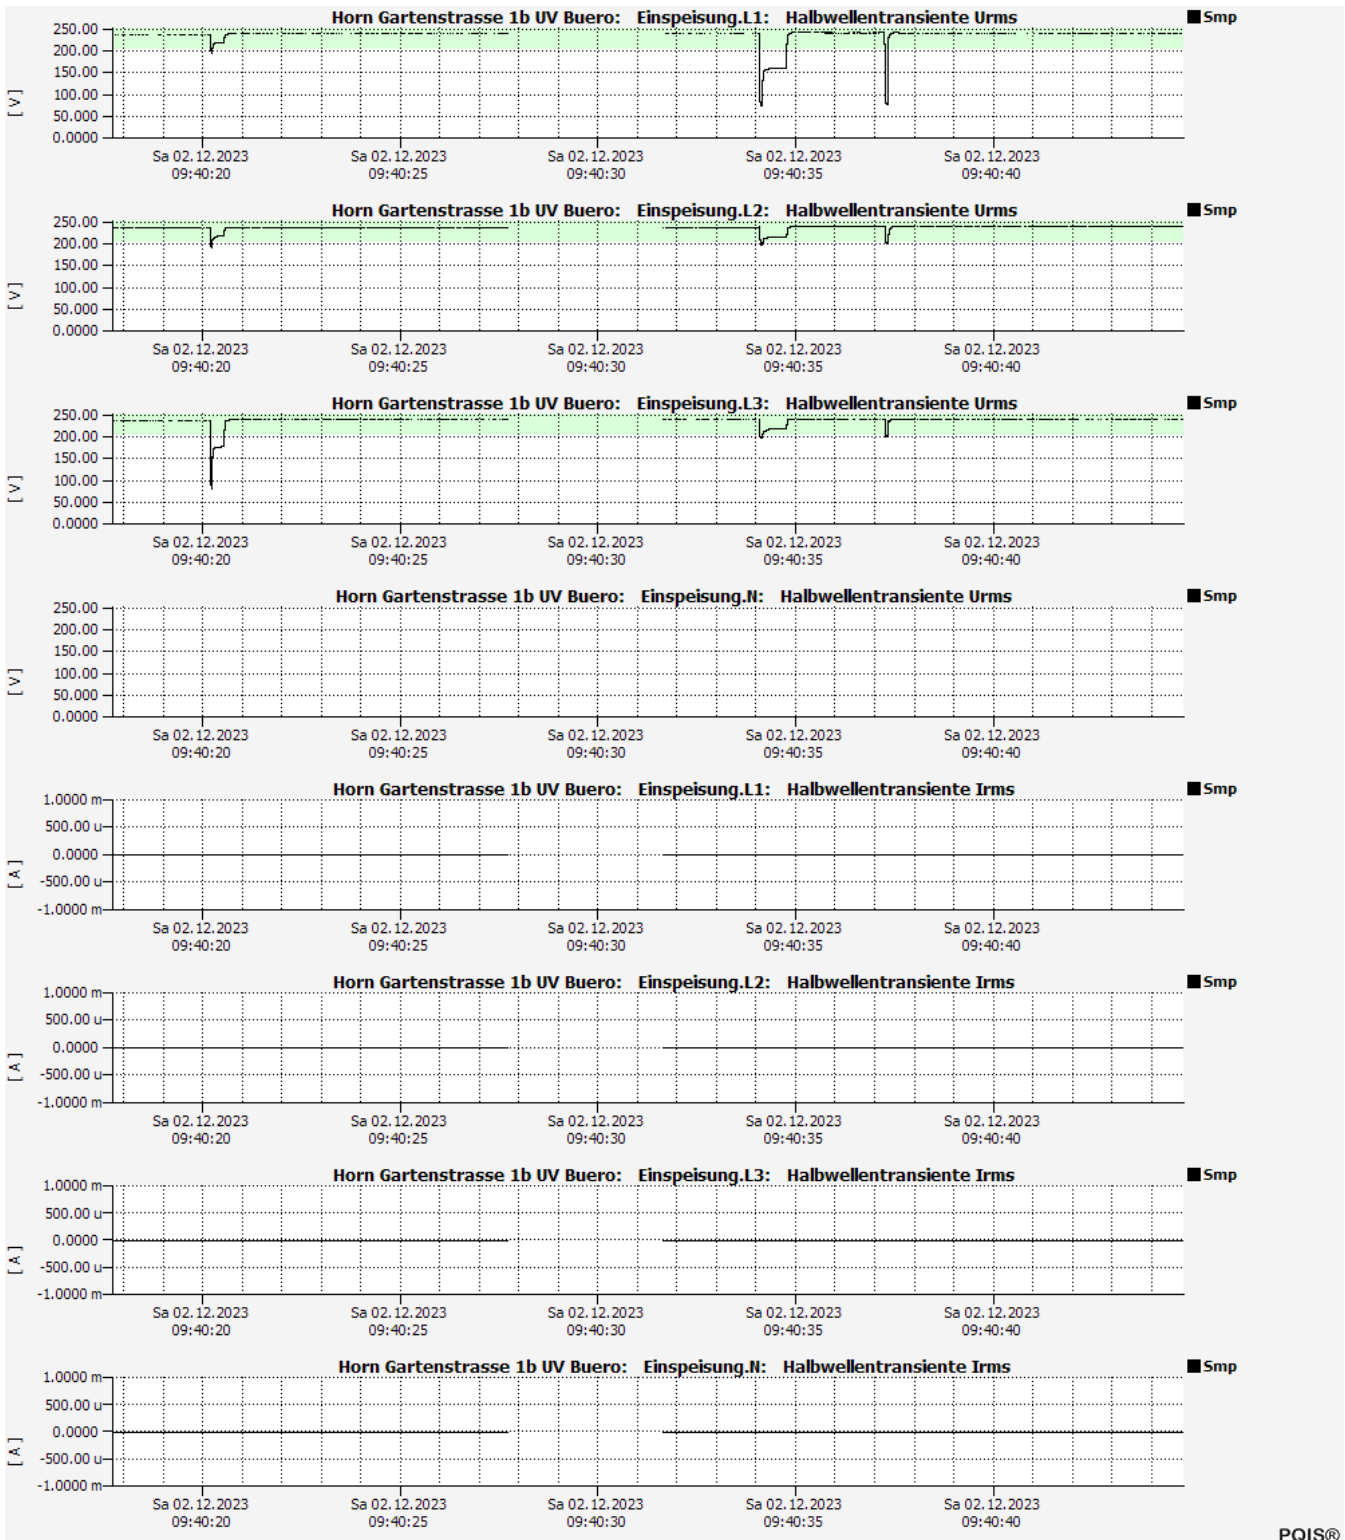 Horn Gartenstrasse 1b UV Buero: Einspeisung.L1: Halbwellentransiente Urms
Smp
250.00
200.00
150.00
100.00
50.000
0.0000
[ V ]
Sa 02.12.2023 Sa 02.12.2023 Sa 02.12.2023 Sa 02.12.2023 Sa 02.12.2023
09:40:20 09:40:25 09:40:30 09:40:35 09:40:40
Horn Gartenstrasse 1b UV Buero: Einspeisung.L2: Halbwellentransiente Urms
Smp
250.00
200.00
150.00
100.00
50.000
0.0000
[ V ]
Sa 02.12.2023 Sa 02.12.2023 Sa 02.12.2023 Sa 02.12.2023 Sa 02.12.2023
09:40:20 09:40:25 09:40:30 09:40:35 09:40:40
Horn Gartenstrasse 1b UV Buero: Einspeisung.L3: Halbwellentransiente Urms
Smp
250.00
200.00
150.00
100.00
50.000
0.0000
[ V ]
Sa 02.12.2023 Sa 02.12.2023 Sa 02.12.2023 Sa 02.12.2023 Sa 02.12.2023
09:40:20 09:40:25 09:40:30 09:40:35 09:40:40
Horn Gartenstrasse 1b UV Buero: Einspeisung.N: Halbwellentransiente Urms
Smp
250.00
200.00
150.00
100.00
50.000
0.0000
[ V ]
Sa 02.12.2023 Sa 02.12.2023 Sa 02.12.2023 Sa 02.12.2023 Sa 02.12.2023
09:40:20 09:40:25 09:40:30 09:40:35 09:40:40
Horn Gartenstrasse 1b UV Buero: Einspeisung.L1: Halbwellentransiente Irms
Smp
1.0000 m
500.00 u
0.0000
-500.00 u
-1.0000 m
[ A ]
Sa 02.12.2023 Sa 02.12.2023 Sa 02.12.2023 Sa 02.12.2023 Sa 02.12.2023
09:40:20 09:40:25 09:40:30 09:40:35 09:40:40
Horn Gartenstrasse 1b UV Buero: Einspeisung.L2: Halbwellentransiente Irms
Smp
1.0000 m
500.00 u
0.0000
-500.00 u
-1.0000 m
[ A ]
Sa 02.12.2023 Sa 02.12.2023 Sa 02.12.2023 Sa 02.12.2023 Sa 02.12.2023
09:40:20 09:40:25 09:40:30 09:40:35 09:40:40
Horn Gartenstrasse 1b UV Buero: Einspeisung.L3: Halbwellentransiente Irms
Smp
1.0000 m
500.00 u
0.0000
-500.00 u
-1.0000 m
[ A ]
Sa 02.12.2023 Sa 02.12.2023 Sa 02.12.2023 Sa 02.12.2023 Sa 02.12.2023
09:40:20 09:40:25 09:40:30 09:40:35 09:40:40
Horn Gartenstrasse 1b UV Buero: Einspeisung.N: Halbwellentransiente Irms
Smp
1.0000 m
500.00 u
0.0000
-500.00 u
-1.0000 m
[ A ]
Sa 02.12.2023 Sa 02.12.2023 Sa 02.12.2023 Sa 02.12.2023 Sa 02.12.2023
09:40:20 09:40:25 09:40:30 09:40:35 09:40:40
PQIS®